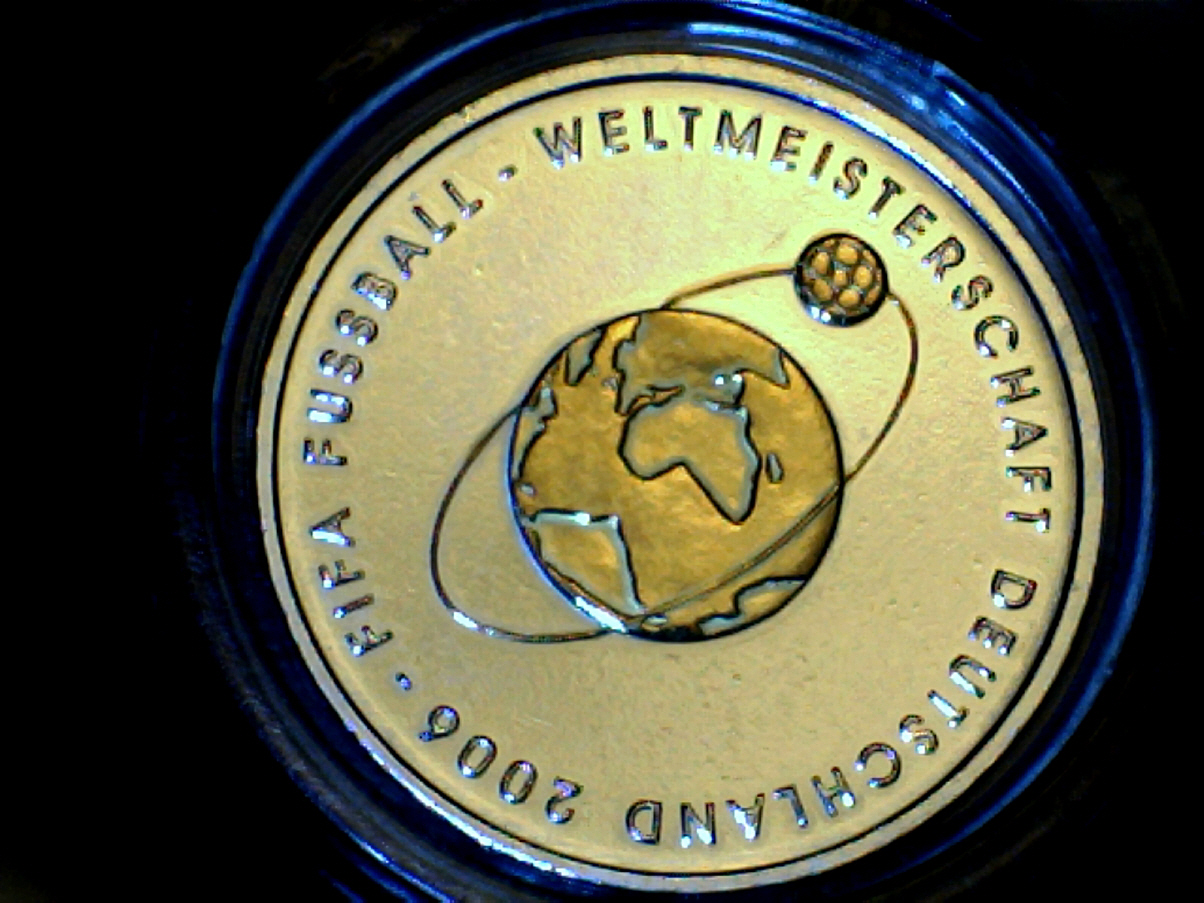 FIFA FUSSBALL · WELTMEISTERSCHAFT DEUTSCHLAND 2006 ·